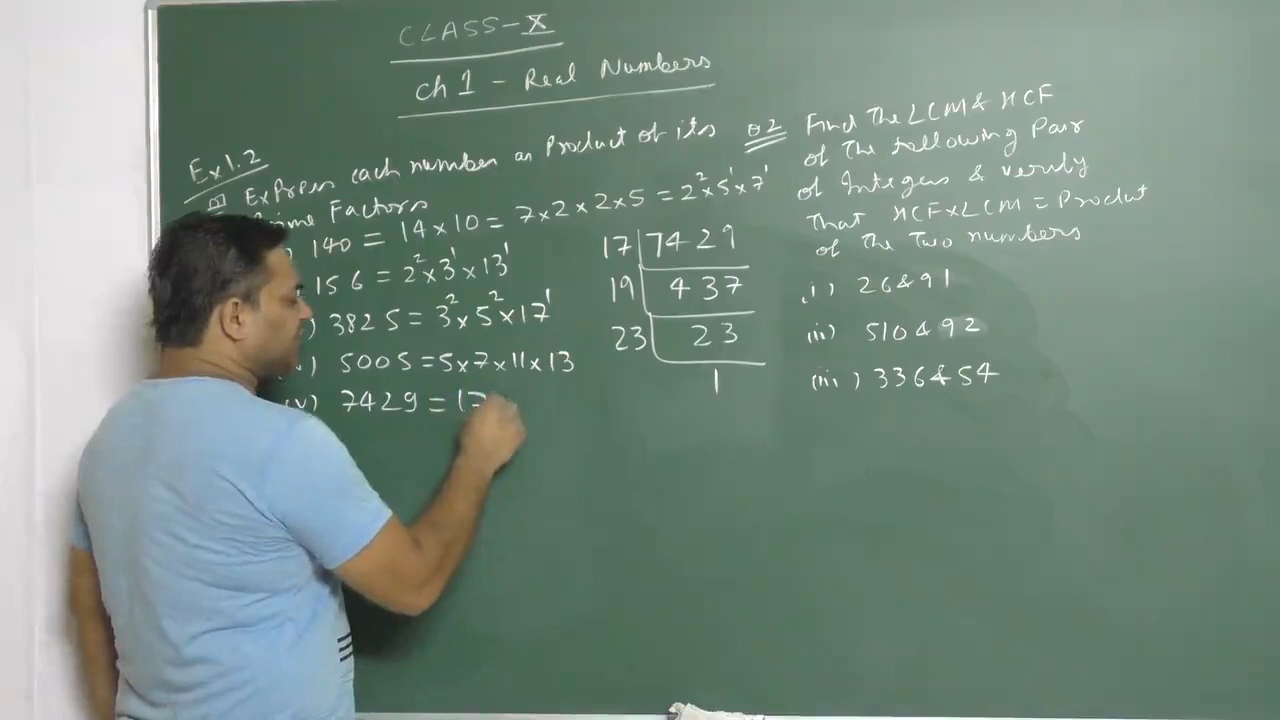 CLASS-X
Ch 1 - Real Numbers
Ex 1.2
Q1 Express each number as Product of its
Prime Factors
140 = 14 × 10 = 7 × 2 × 2 × 5 = 2² × 5¹ × 7¹
156 = 2² × 3¹ × 13¹
) 3825 = 3² × 5² × 17¹
) 5005 = 5 × 7 × 11 × 13
(v) 7429 = 17
17 | 7429
19 | 437
23 | 23
1
Q2 Find The LCM & HCF
of The following Pair
of Integers & verify
That HCF×LCM = Product
of The Two numbers
(i) 26 & 91
(ii) 510 & 92
(iii) 336 & 54